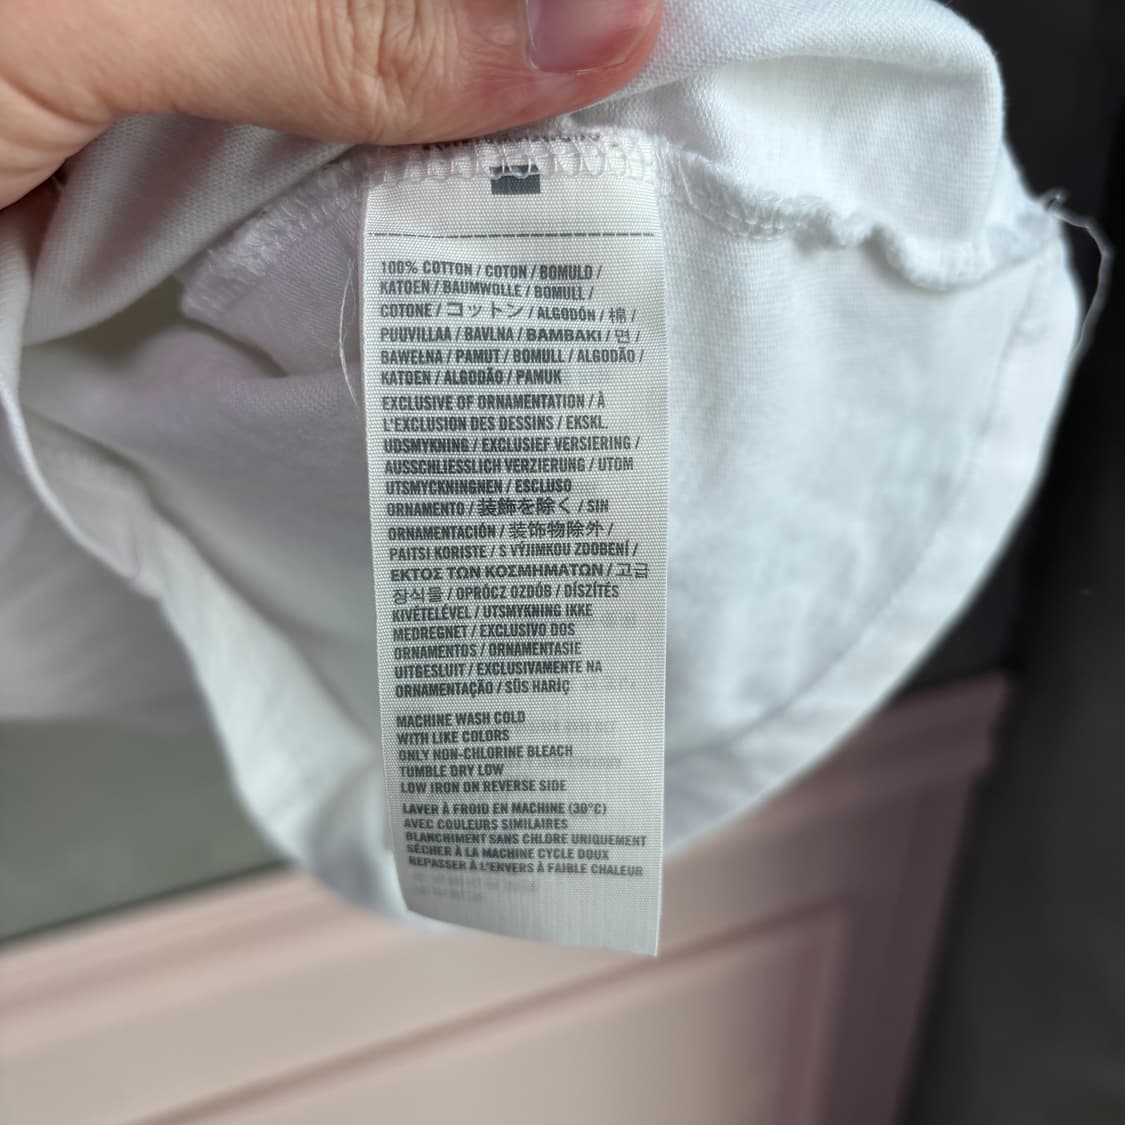 100% COTTON / COTON / BOMULD /
KATOEN / BAUMWOLLE / BOMULL /
COTONE / コットン / ALGODÓN / 棉 /
PUUVILLAA / BAVLNA / BAMBAKI / 면 /
BAWEŁNA / PAMUT / BOMULL / ALGODÃO /
KATOEN / ALGODÃO / PAMUK
EXCLUSIVE OF ORNAMENTATION / À
L'EXCLUSION DES DESSINS / EKSKL.
UDSMYKNING / EXCLUSIEF VERSIERING /
AUSSCHLIESSLICH VERZIERUNG / UTOM
UTSMYCKNINGNEN / ESCLUSO
ORNAMENTO / 装飾を除く / SIN
ORNAMENTACIÓN / 装饰物除外 /
PAITSI KORISTE / S VÝJIMKOU ZDOBENÍ /
ΕΚΤΟΣ ΤΩΝ ΚΟΣΜΗΜΑΤΩΝ / 고급
장식물 / OPRÓCZ OZDÓB / DÍSZÍTÉS
KIVÉTELÉVEL / UTSMYKNING IKKE
MEDREGNET / EXCLUSIVO DOS
ORNAMENTOS / ORNAMENTASIE
UITGESLUIT / EXCLUSIVAMENTE NA
ORNAMENTAÇÃO / SÜS HARIÇ
MACHINE WASH COLD
WITH LIKE COLORS
ONLY NON-CHLORINE BLEACH
TUMBLE DRY LOW
LOW IRON ON REVERSE SIDE
LAVER À FROID EN MACHINE (30°C)
AVEC COULEURS SIMILAIRES
BLANCHIMENT SANS CHLORE UNIQUEMENT
SÉCHER À LA MACHINE CYCLE DOUX
REPASSER À L'ENVERS À FAIBLE CHALEUR